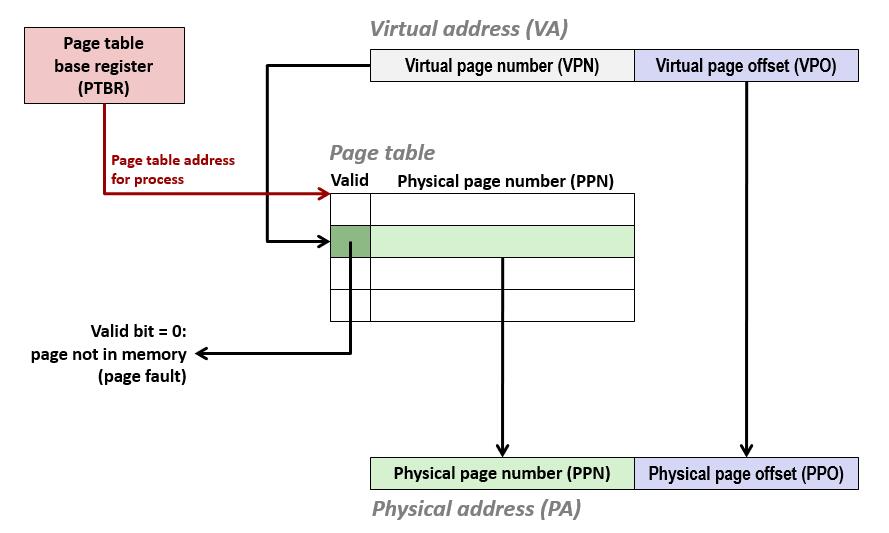 Page table
base register
(PTBR)
Virtual address (VA)
Virtual page number (VPN)
Virtual page offset (VPO)
Page table address
for process
Page table
Valid
Physical page number (PPN)
Valid bit = 0:
page not in memory
(page fault)
Physical page number (PPN)
Physical page offset (PPO)
Physical address (PA)